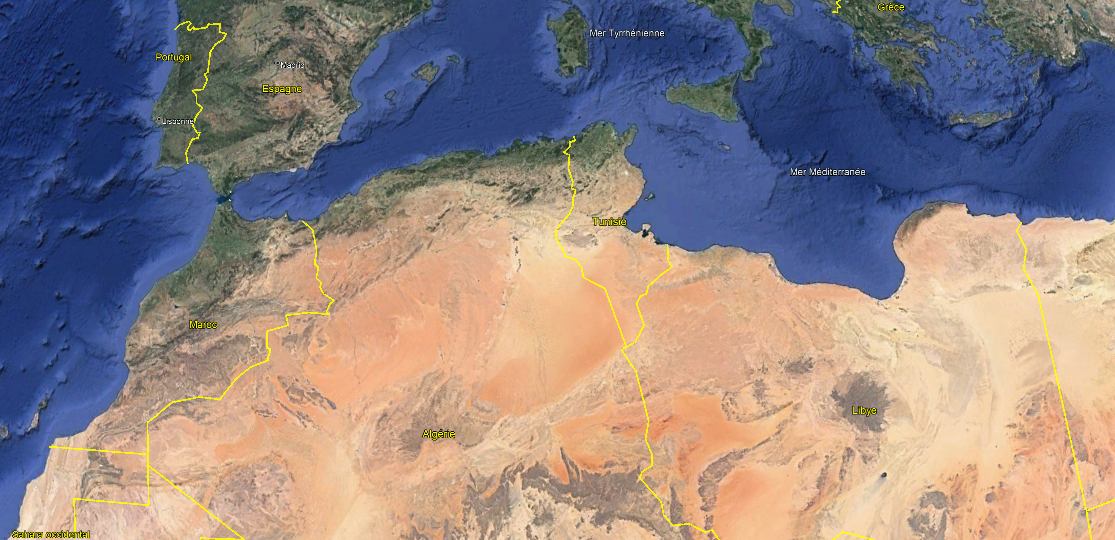 Grèce
Mer Tyrrhénienne
Portugal
Madrid
Espagne
Lisbonne
Mer Méditerranée
Tunisie
Maroc
Libye
Algérie
Sahara occidental